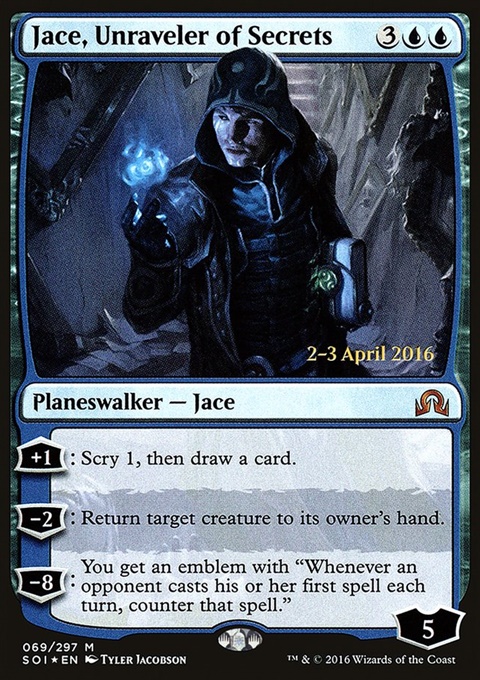 Jace, Unraveler of Secrets 3
2–3 April 2016
Planeswalker — Jace
+1 : Scry 1, then draw a card.
−2 : Return target creature to its owner's hand.
−8 : You get an emblem with “Whenever an
opponent casts his or her first spell each
turn, counter that spell.”
5
069/297 M
SOI★EN Tyler Jacobson
™ & © 2016 Wizards of the Coast